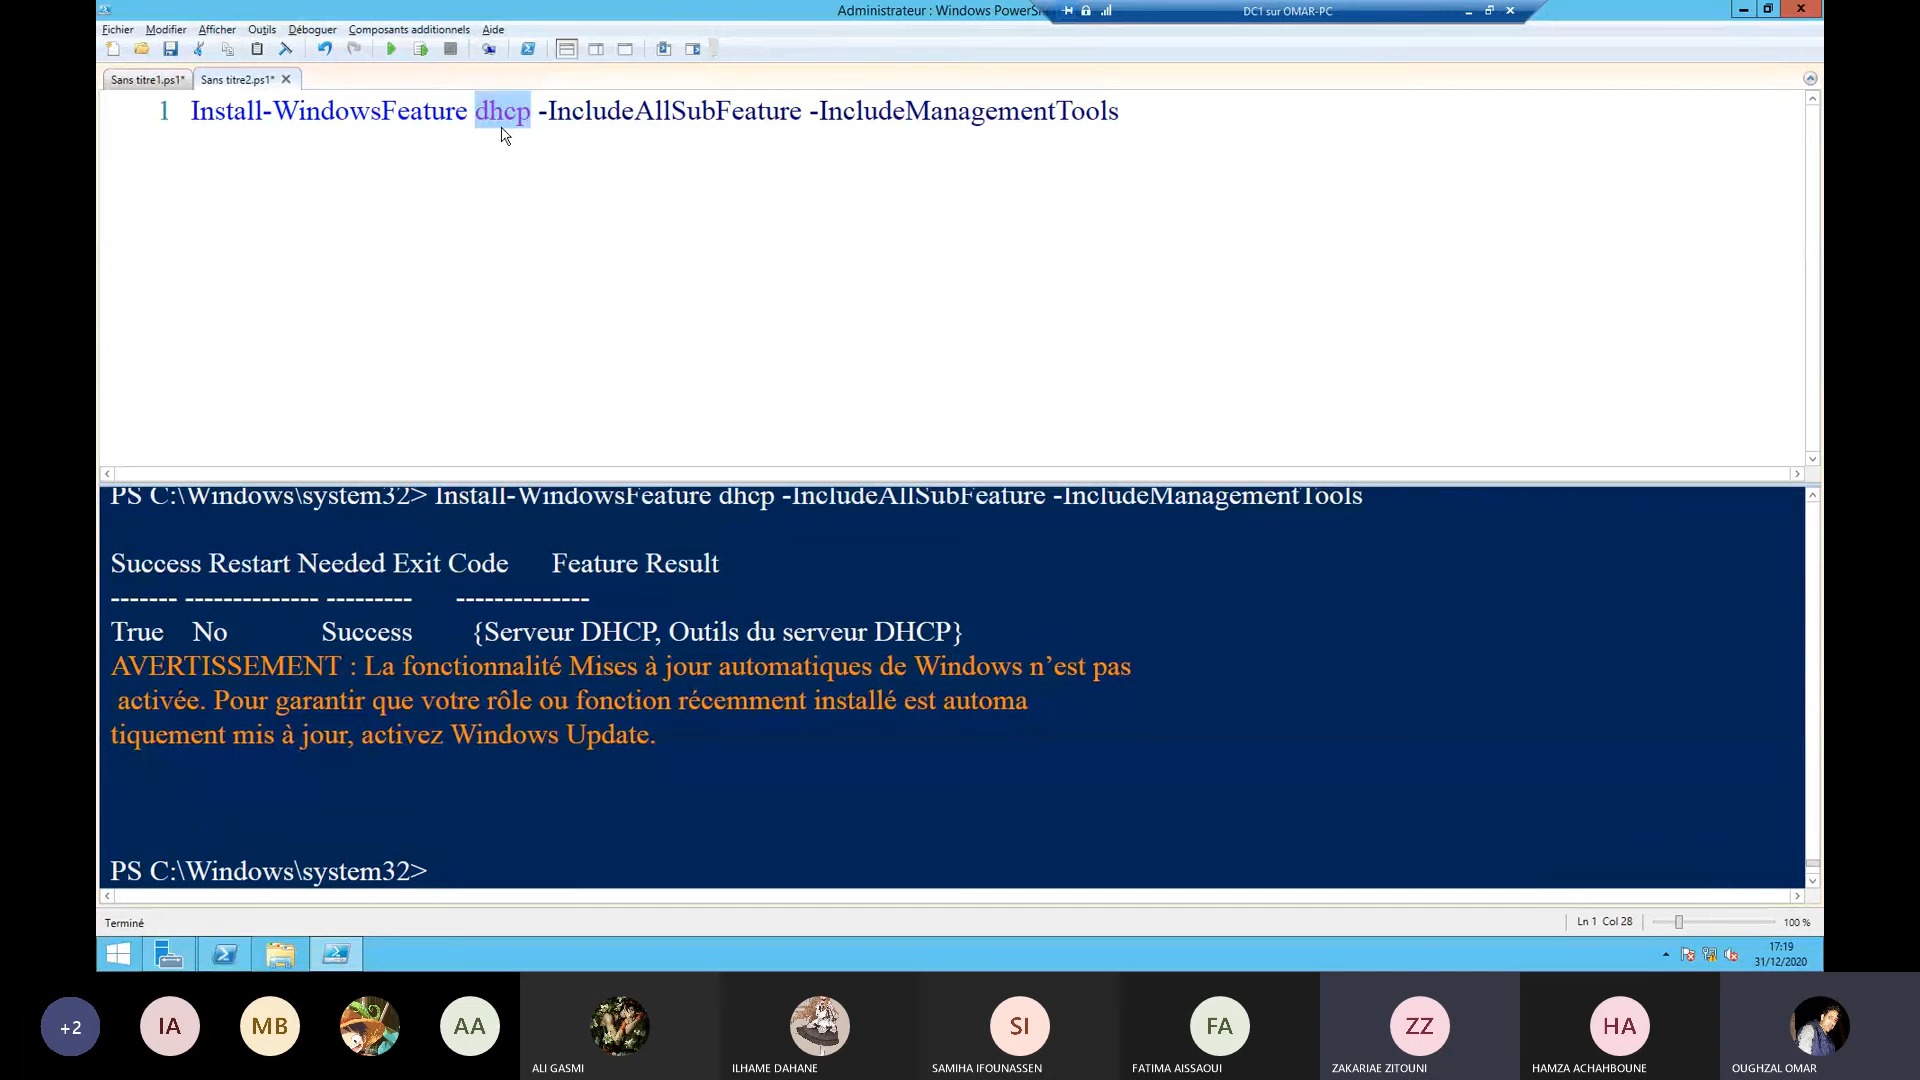 Administrateur : Windows PowerS
DC1 sur OMAR-PC
Fichier Modifier Afficher Outils Déboguer Composants additionnels Aide
Sans titre1.ps1* Sans titre2.ps1*
1 Install-WindowsFeature dhcp -IncludeAllSubFeature -IncludeManagementTools
PS C:\Windows\system32> Install-WindowsFeature dhcp -IncludeAllSubFeature -IncludeManagementTools
Success Restart Needed Exit Code Feature Result
------- -------------- --------- --------------
True No Success {Serveur DHCP, Outils du serveur DHCP}
AVERTISSEMENT : La fonctionnalité Mises à jour automatiques de Windows n’est pas
activée. Pour garantir que votre rôle ou fonction récemment installé est automa
tiquement mis à jour, activez Windows Update.
PS C:\Windows\system32>
Terminé
Ln 1 Col 28
100 %
17:19
31/12/2020
+2 IA MB AA SI FA ZZ HA
ALI GASMI ILHAME DAHANE SAMIHA IFOUNASSEN FATIMA AISSAOUI ZAKARIAE ZITOUNI HAMZA ACHAHBOUNE OUGHZAL OMAR